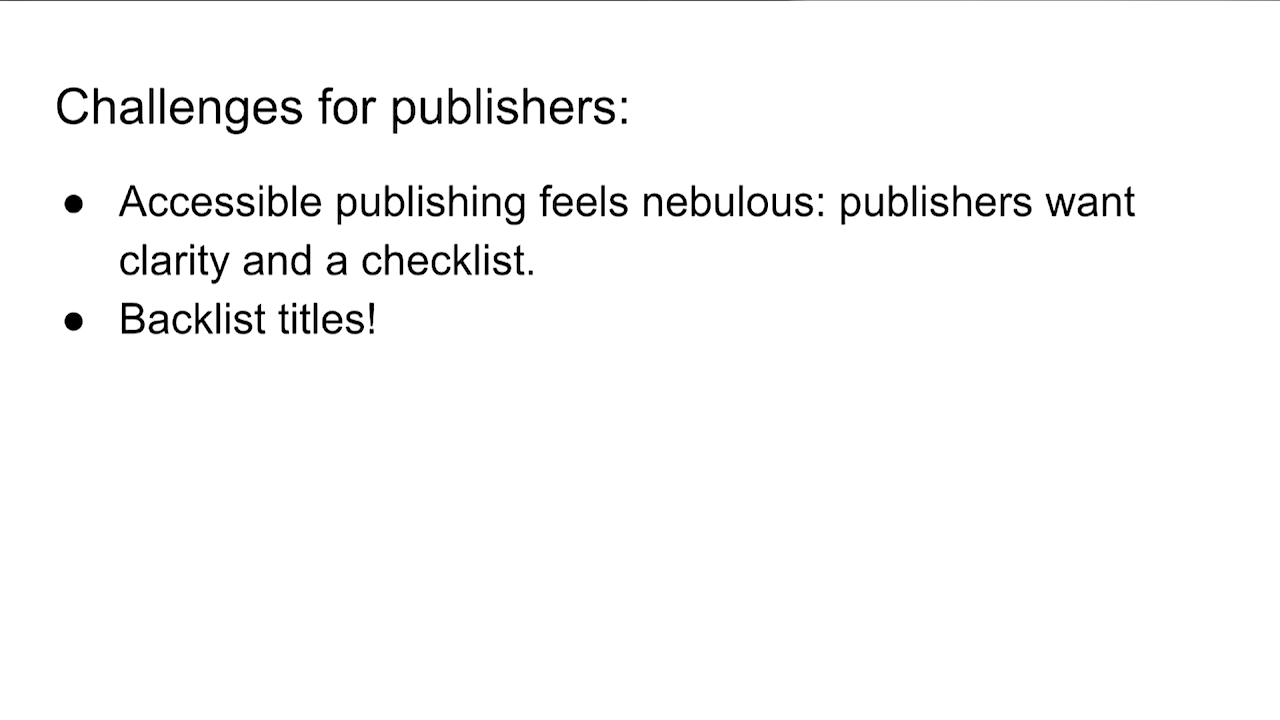 Challenges for publishers:
● Accessible publishing feels nebulous: publishers want
clarity and a checklist.
● Backlist titles!